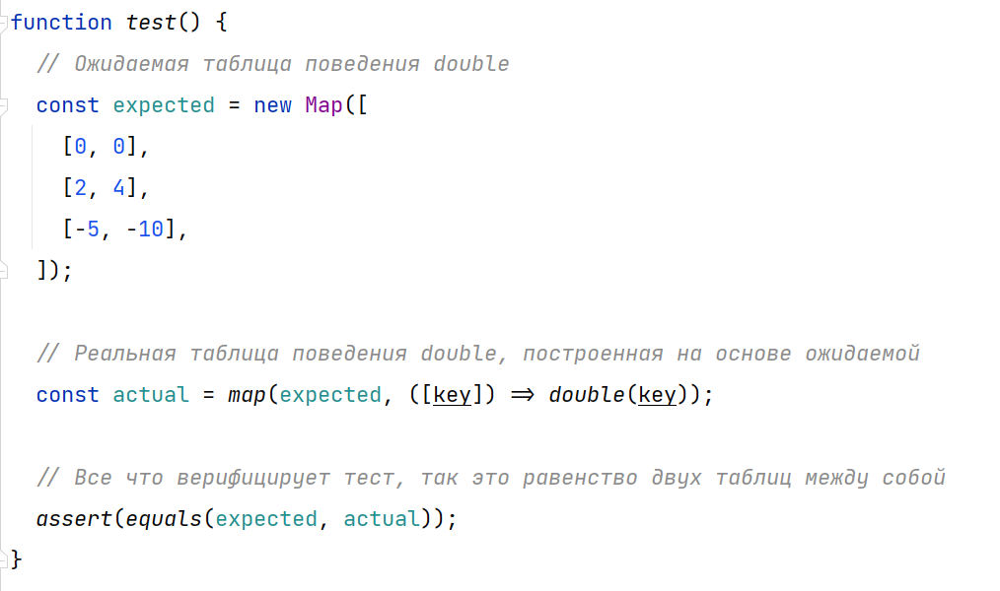 function test() {
// Ожидаемая таблица поведения double
const expected = new Map([
[0, 0],
[2, 4],
[-5, -10],
]);
// Реальная таблица поведения double, построенная на основе ожидаемой
const actual = map(expected, ([key]) => double(key));
// Все что верифицирует тест, так это равенство двух таблиц между собой
assert(equals(expected, actual));
}